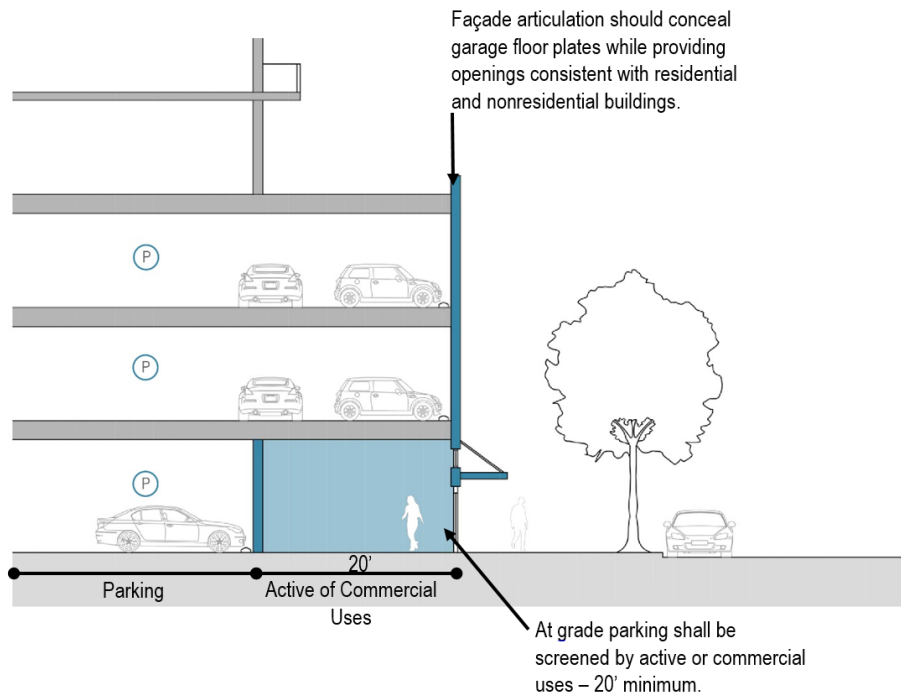 Façade articulation should conceal
garage floor plates while providing
openings consistent with residential
and nonresidential buildings.
P
P
P
20’
Parking
Active of Commercial
Uses
At grade parking shall be
screened by active or commercial
uses – 20’ minimum.